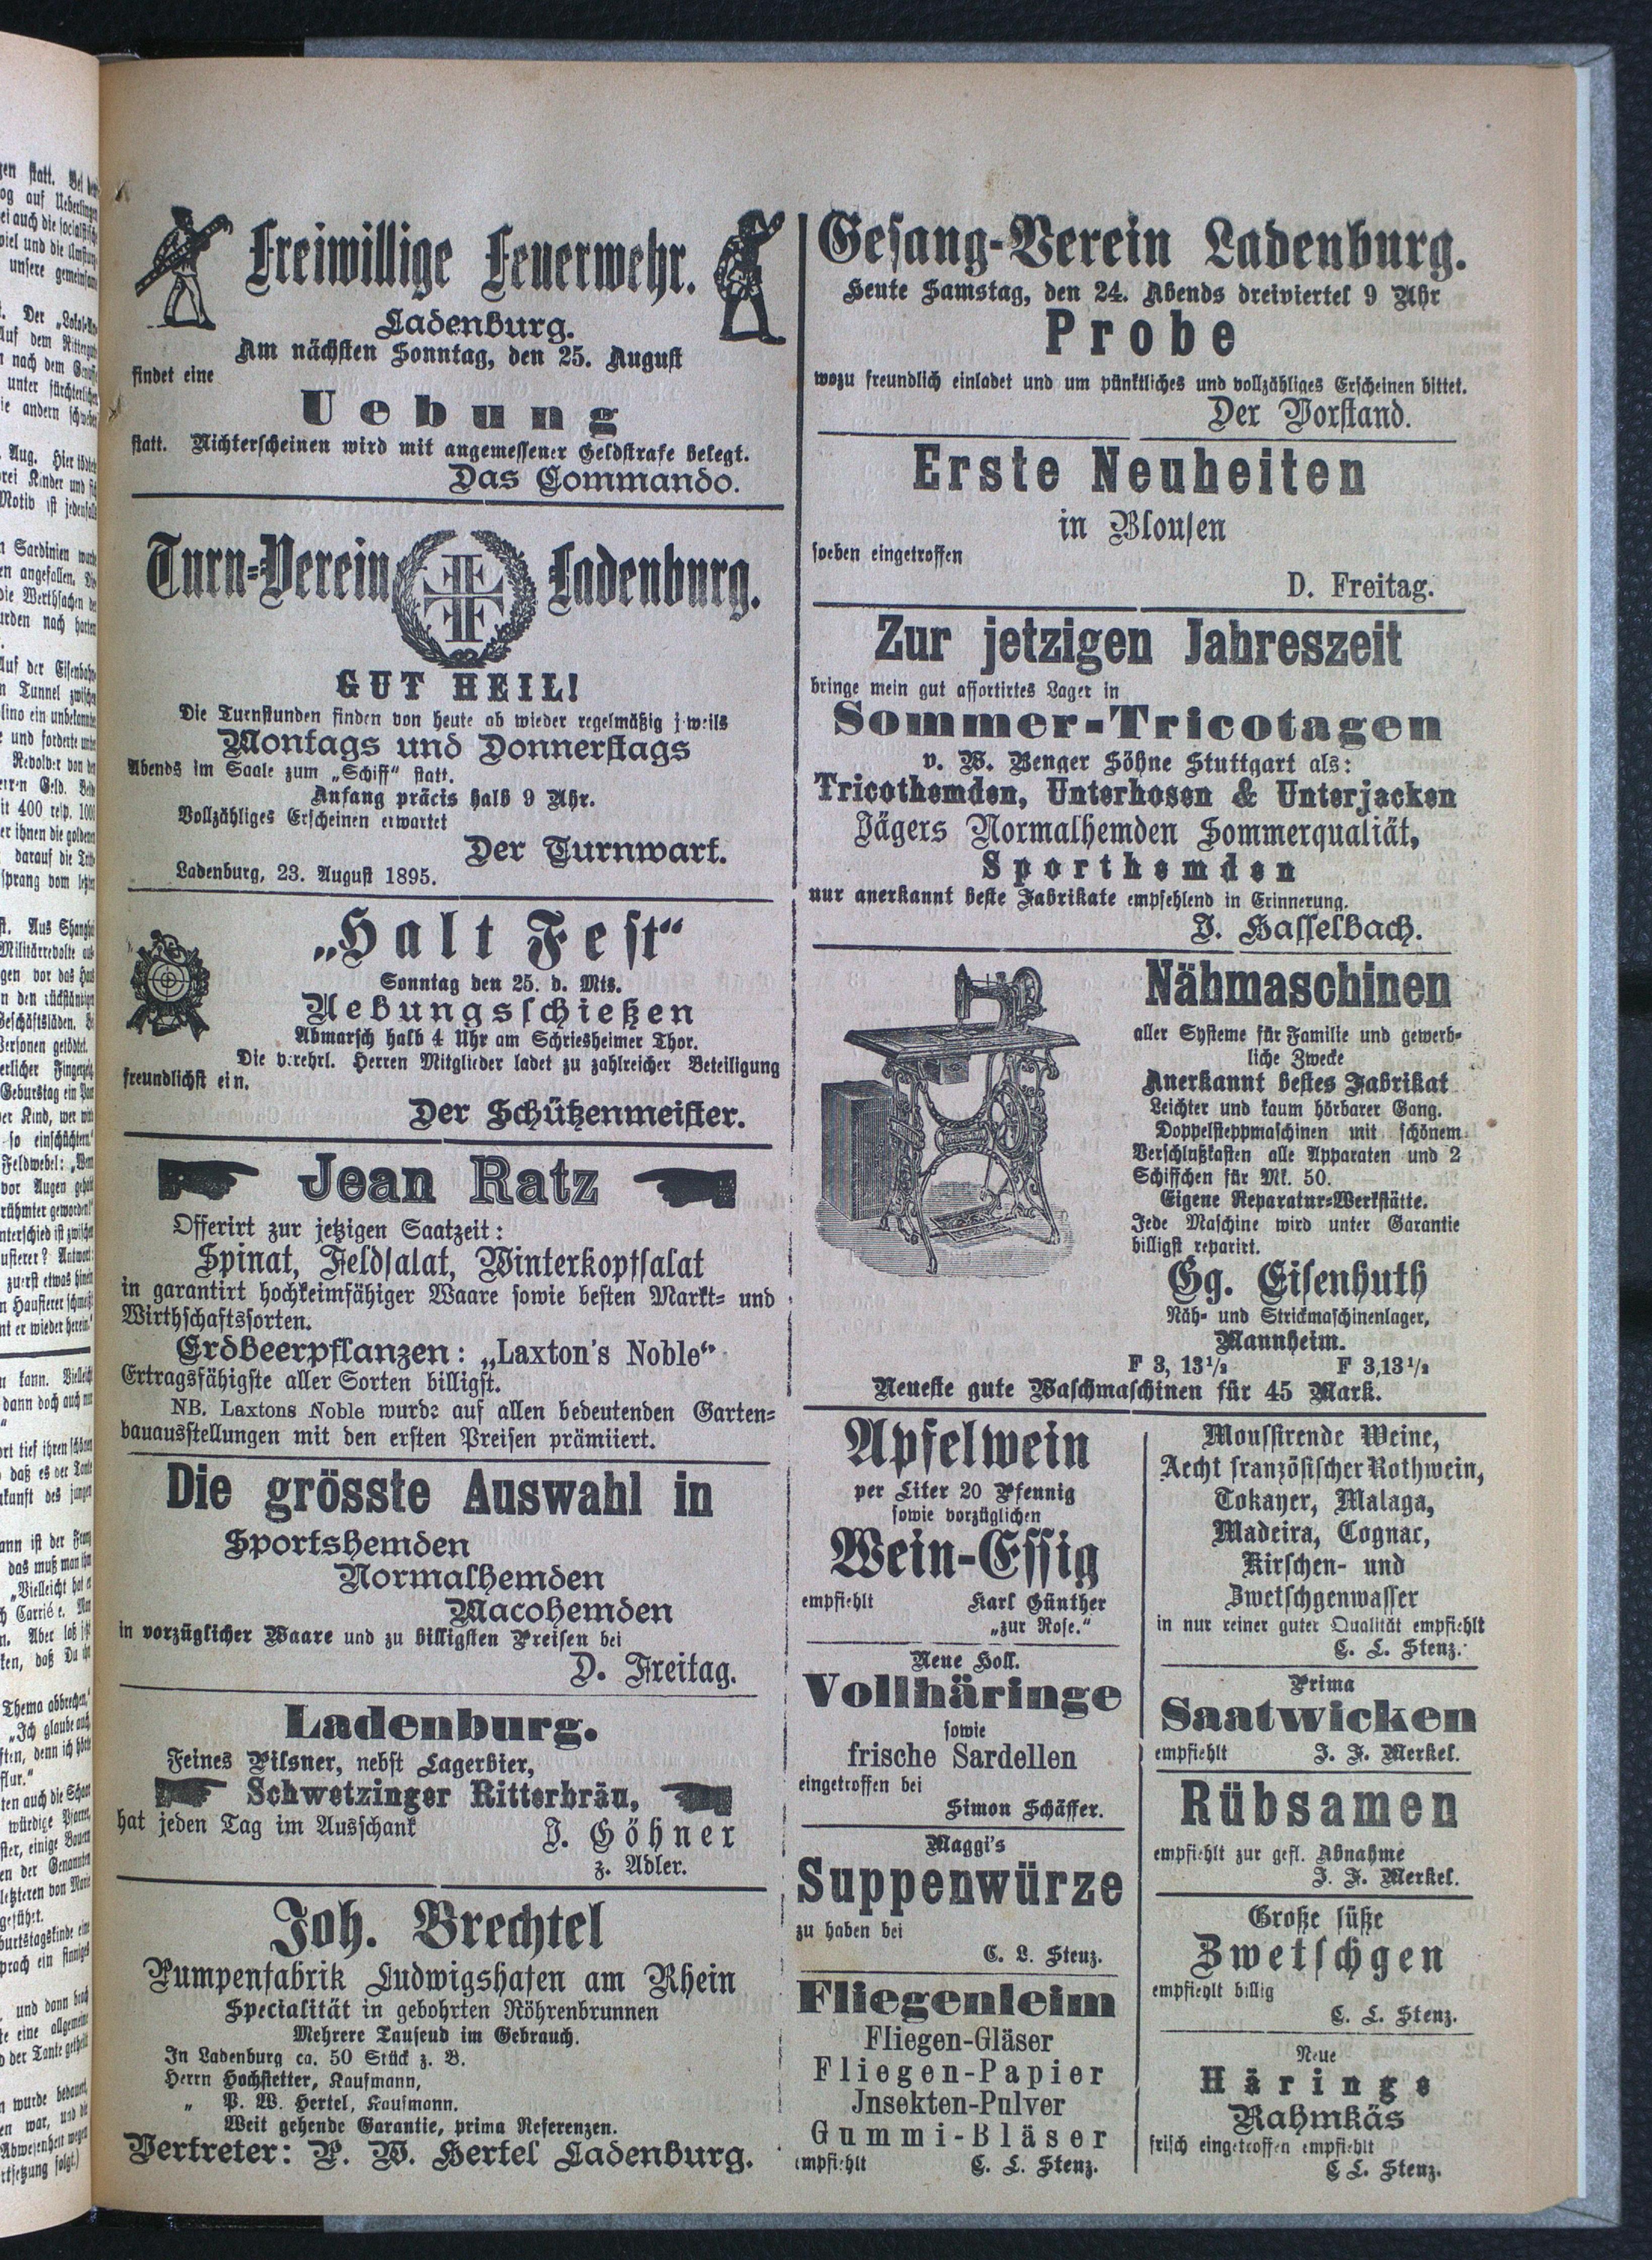 Freiwillige Feuerwehr.
Ladenburg.
Am nächsten Sonntag, den 25. August
findet eine
Uebung
statt. Nichterscheinen wird mit angemessener Geldstrafe belegt.
Das Commando.
Turn-Verein Ladenburg.
GUT HEIL!
Die Turnstunden finden von heute ab wieder regelmäßig jeweils
Montags und Donnerstags
Abends im Saale zum „Schiff“ statt.
Anfang präcis halb 9 Uhr.
Vollzähliges Erscheinen erwartet
Der Turnwart.
Ladenburg, 23. August 1895.
„Halt Fest“
Sonntag den 25. d. Mts.
Uebungsschießen
Abmarsch halb 4 Uhr am Schriesheimer Thor.
Die verehrl. Herren Mitglieder ladet zu zahlreicher Beteiligung
freundlichst ein.
Der Schützenmeister.
Jean Ratz
Offerirt zur jetzigen Saatzeit:
Spinat, Feldsalat, Winterkopfsalat
in garantirt hochkeimfähiger Waare sowie besten Markt- und
Wirthschaftssorten.
Erdbeerpflanzen: „Laxton's Noble“
Ertragsfähigste aller Sorten billigst.
NB. Laxtons Noble wurde auf allen bedeutenden Garten-
bauausstellungen mit den ersten Preisen prämiiert.
Die grösste Auswahl in
Sportshemden
Normalhemden
Macohemden
in vorzüglicher Waare und zu billigsten Preisen bei
D. Freitag.
Ladenburg.
Feines Pilsner, nebst Lagerbier,
Schwetzinger Ritterbräu,
hat jeden Tag im Ausschank
J. Göhner
z. Adler.
Joh. Brechtel
Pumpenfabrik Ludwigshafen am Rhein
Specialität in gebohrten Röhrenbrunnen
Mehrere Tausend im Gebrauch.
In Ladenburg ca. 50 Stück z. B.
Herrn Hochstetter, Kaufmann,
„ P. W. Hertel, Kaufmann.
Weit gehende Garantie, prima Referenzen.
Vertreter: P. W. Hertel Ladenburg.
Gesang-Verein Ladenburg.
Heute Samstag, den 24. Abends dreiviertel 9 Uhr
Probe
wozu freundlich einladet und um pünktliches und vollzähliges Erscheinen bittet.
Der Vorstand.
Erste Neuheiten
in Blousen
soeben eingetroffen
D. Freitag.
Zur jetzigen Jahreszeit
bringe mein gut assortirtes Lager in
Sommer-Tricotagen
v. W. Benger Söhne Stuttgart als:
Tricothemden, Unterhosen & Unterjacken
Jägers Normalhemden Sommerqualiät,
Sporthemden
nur anerkannt beste Fabrikate empfehlend in Erinnerung.
J. Hasselbach.
Nähmaschinen
aller Systeme für Familie und gewerb-
liche Zwecke
Anerkannt bestes Fabrikat
Leichter und kaum hörbarer Gang.
Doppelsteppmaschinen mit schönem
Verschlußkasten alle Apparaten und 2
Schiffchen für Mk. 50.
Eigene Reparatur-Werkstätte.
Jede Maschine wird unter Garantie
billigst reparirt.
Gg. Eisenhuth
Näh- und Strickmaschinenlager,
Mannheim.
F 3, 13½ F 3,13½
Neueste gute Waschmaschinen für 45 Mark.
Apfelwein
per Liter 20 Pfennig
sowie vorzüglichen
Wein-Essig
empfiehlt Karl Günther
„zur Rose.“
Neue Holl.
Vollhäringe
sowie
frische Sardellen
eingetroffen bei
Simon Schäffer.
Maggi's
Suppenwürze
zu haben bei
C. L. Stenz.
Fliegenleim
Fliegen-Gläser
Fliegen-Papier
Insekten-Pulver
Gummi-Bläser
empfiehlt C. L. Stenz.
Moussirende Weine,
Aecht französischer Rothwein,
Tokayer, Malaga,
Madeira, Cognac,
Kirschen- und
Zwetschgenwasser
in nur reiner guter Qualität empfiehlt
C. L. Stenz.
Prima
Saatwicken
empfiehlt J. F. Merkel.
Rübsamen
empfiehlt zur gefl. Abnahme
J. F. Merkel.
Große süße
Zwetschgen
empfiehlt billig
C. L. Stenz.
Neue
Häringe
Rahmkäs
frisch eingetroffen empfiehlt
C L. Stenz.